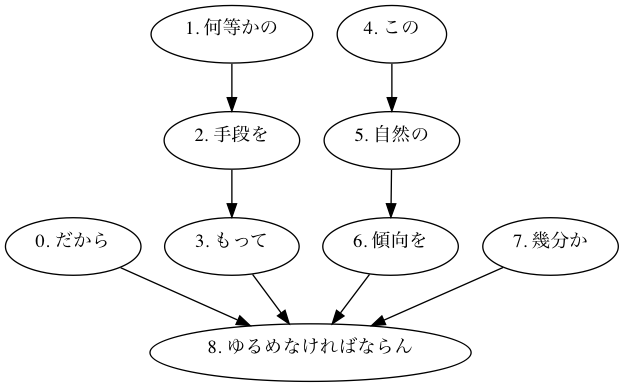 1. 何等かの
4. この
2. 手段を
5. 自然の
0. だから
3. もって
6. 傾向を
7. 幾分か
8. ゆるめなければならん